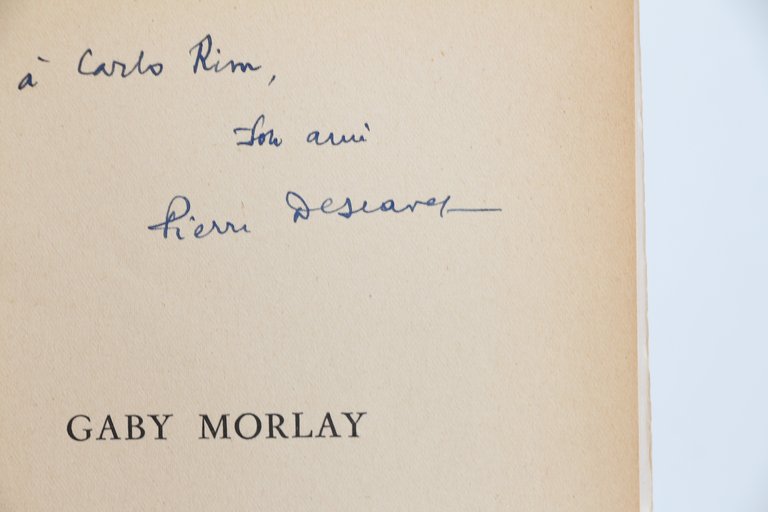 à Carlo Rim,
Son ami
Pierre Descaves
GABY MORLAY